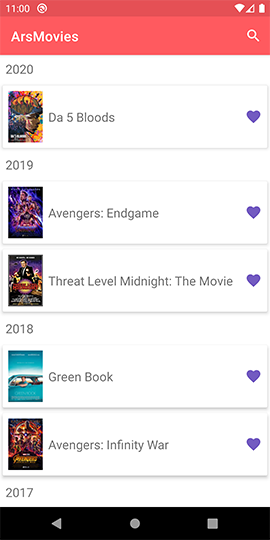 11:00
ArsMovies
2020
Da 5 Bloods
2019
Avengers: Endgame
Threat Level Midnight: The Movie
2018
Green Book
Avengers: Infinity War
2017